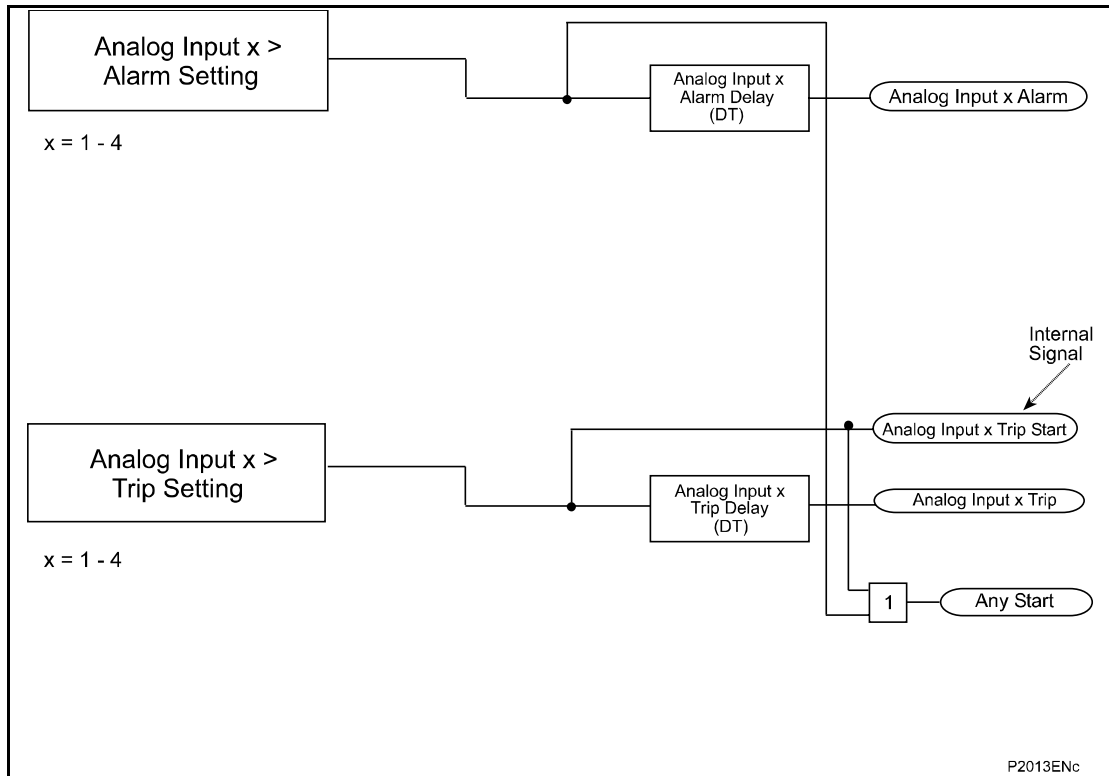 Analog Input x >
Alarm Setting
x = 1 - 4
Analog Input x
Alarm Delay
(DT)
Analog Input x Alarm
Internal
Signal
Analog Input x Trip Start
Analog Input x >
Trip Setting
x = 1 - 4
Analog Input x
Trip Delay
(DT)
Analog Input x Trip
1
Any Start
P2013ENc